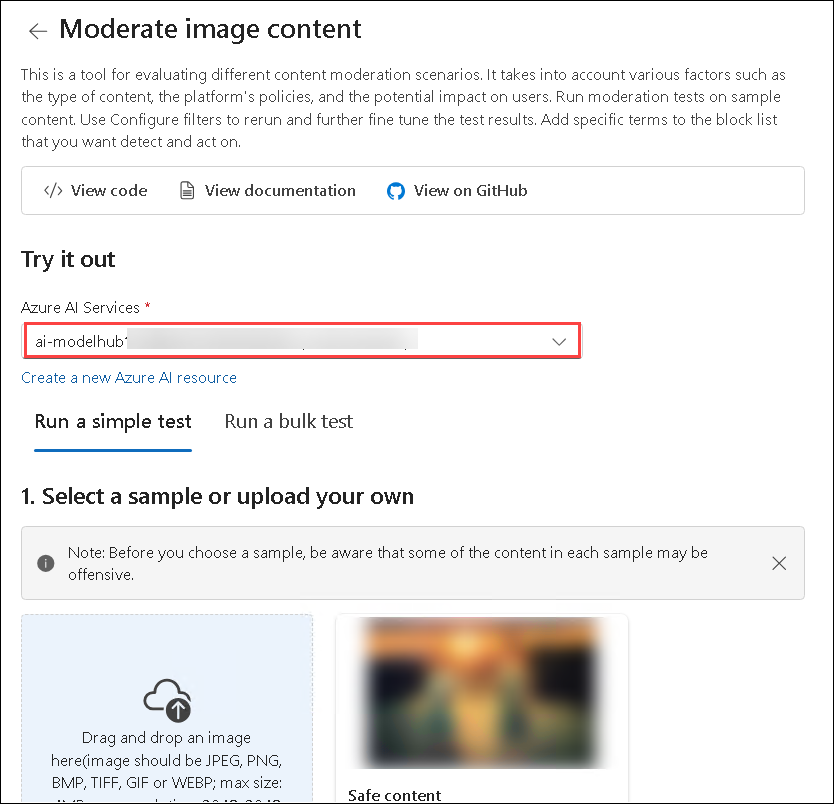 Moderate image content
This is a tool for evaluating different content moderation scenarios. It takes into account various factors such as
the type of content, the platform's policies, and the potential impact on users. Run moderation tests on sample
content. Use Configure filters to rerun and further fine tune the test results. Add specific terms to the block list
that you want detect and act on.
</> View code View documentation View on GitHub
Try it out
Azure AI Services *
ai-modelhub
Create a new Azure AI resource
Run a simple test Run a bulk test
1. Select a sample or upload your own
Note: Before you choose a sample, be aware that some of the content in each sample may be
offensive.
Drag and drop an image
here(image should be JPEG, PNG,
BMP, TIFF, GIF or WEBP; max size:
Safe content